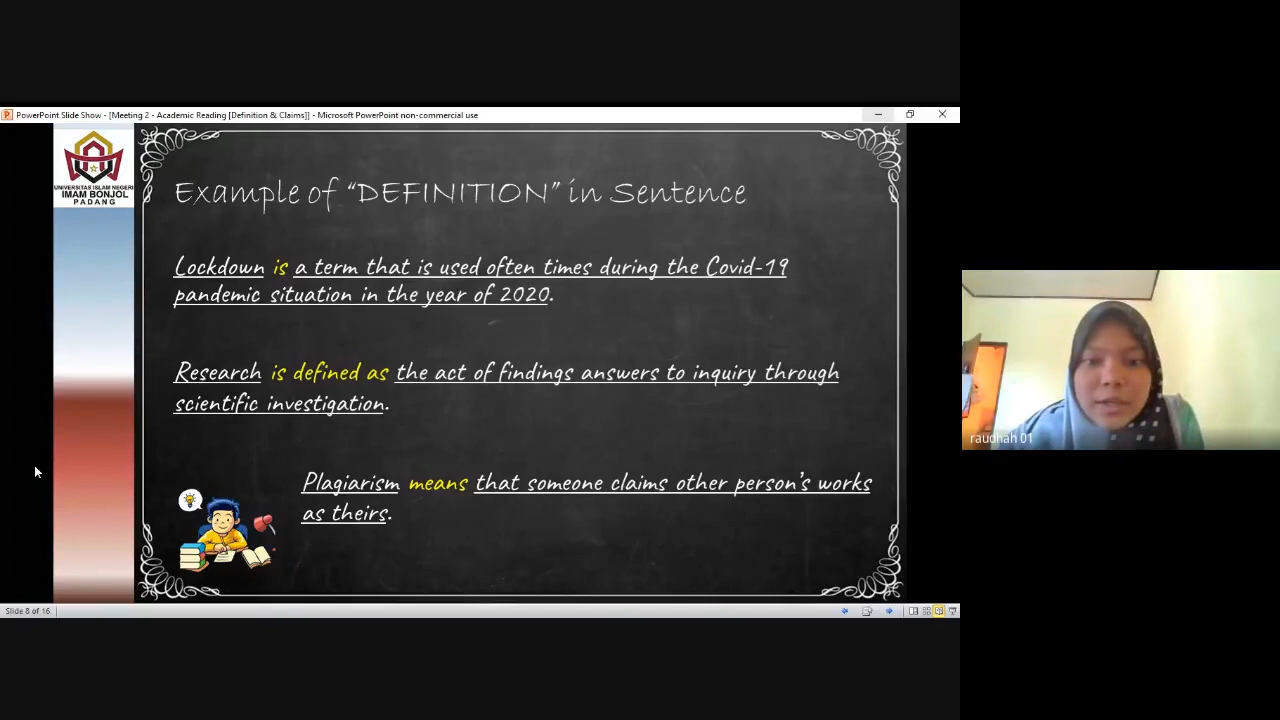 PowerPoint Slide Show - [Meeting 2 - Academic Reading [Definition & Claims]] - Microsoft PowerPoint non-commercial use
UNIVERSITAS ISLAM NEGERI
IMAM BONJOL
PADANG
Example of “DEFINITION” in Sentence
Lockdown is a term that is used often times during the Covid-19
pandemic situation in the year of 2020.
Research is defined as the act of findings answers to inquiry through
scientific investigation.
Plagiarism means that someone claims other person’s works
as theirs.
raudhah 01
Slide 8 of 16